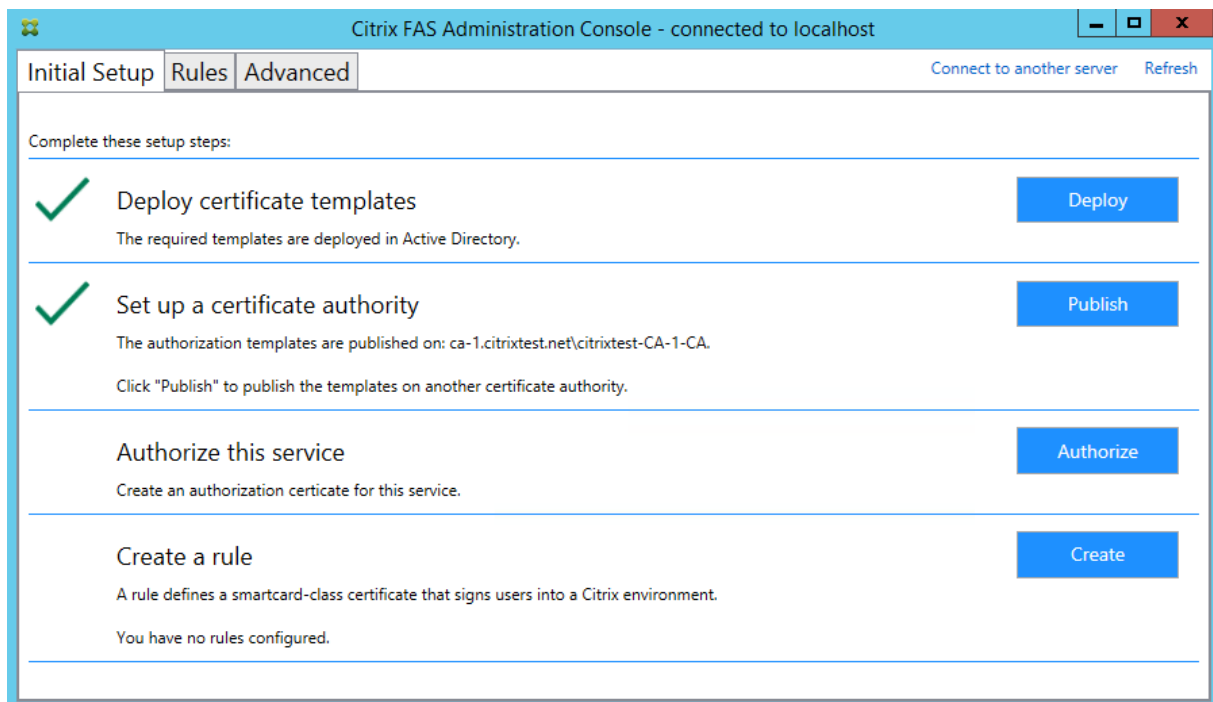 Citrix FAS Administration Console - connected to localhost
Initial Setup Rules Advanced Connect to another server Refresh
Complete these setup steps:
Deploy certificate templates Deploy
The required templates are deployed in Active Directory.
Set up a certificate authority Publish
The authorization templates are published on: ca-1.citrixtest.net\citrixtest-CA-1-CA.
Click "Publish" to publish the templates on another certificate authority.
Authorize this service Authorize
Create an authorization certicate for this service.
Create a rule Create
A rule defines a smartcard-class certificate that signs users into a Citrix environment.
You have no rules configured.